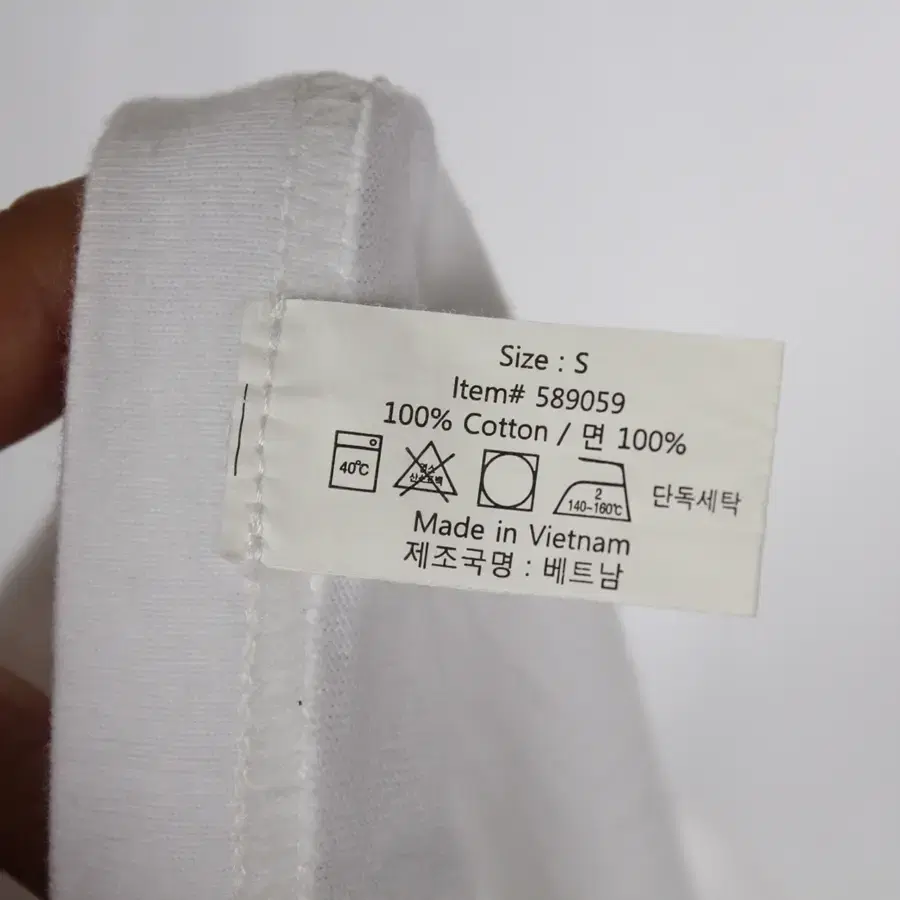 Size : S
Item# 589059
100% Cotton / 면 100%
40℃ 2 140~160℃ 단독세탁
Made in Vietnam
제조국명 : 베트남